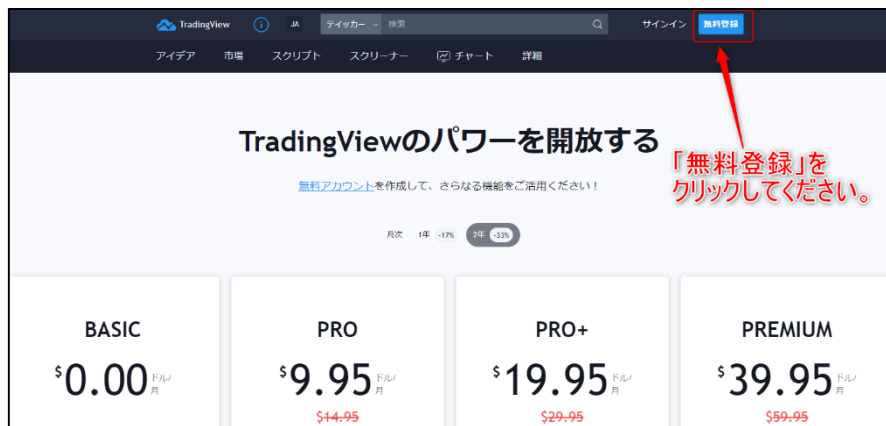 TradingView
JA
ティッカー 検索
サインイン
無料登録
アイデア 市場 スクリプト スクリーナー チャート 詳細
TradingViewのパワーを開放する
「無料登録」を
クリックしてください。
無料アカウントを作成して、さらなる機能をご活用ください！
月次 1年 -17% 2年 -33%
BASIC
$0.00 ドル/月
PRO
$9.95 ドル/月
$14.95
PRO+
$19.95 ドル/月
$29.95
PREMIUM
$39.95 ドル/月
$59.95